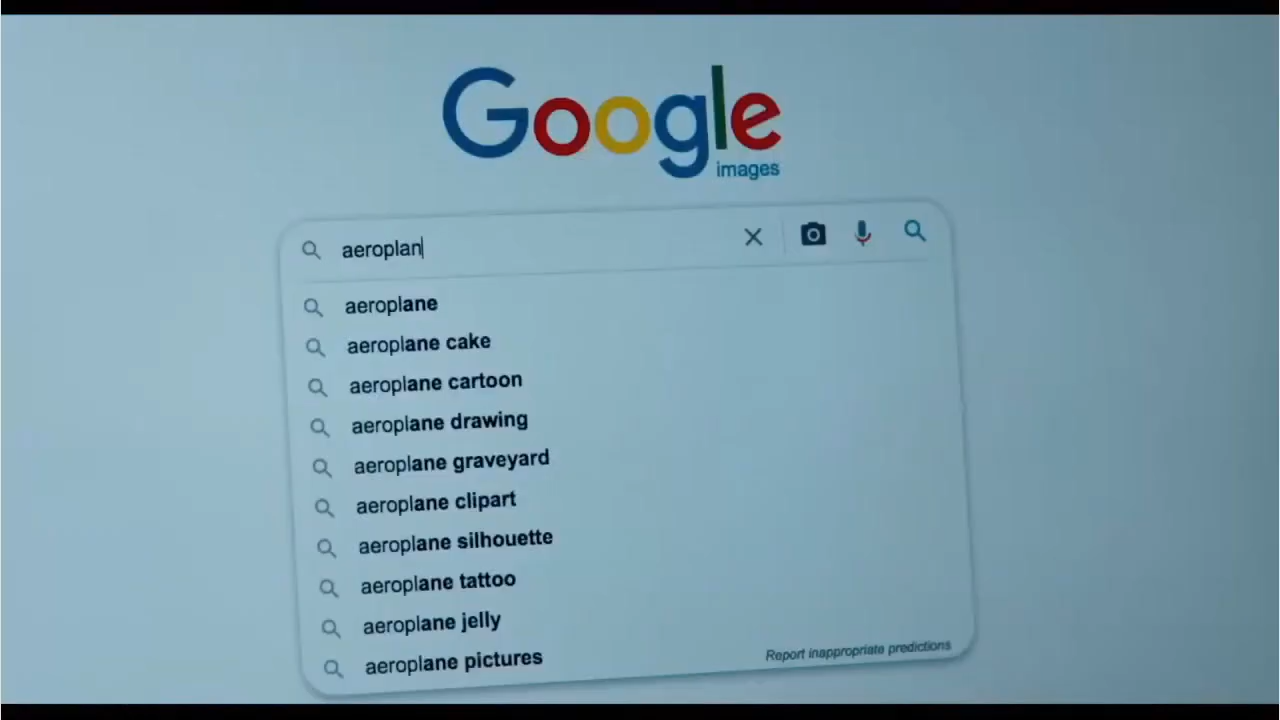 Google
images
aeroplan
aeroplane
aeroplane cake
aeroplane cartoon
aeroplane drawing
aeroplane graveyard
aeroplane clipart
aeroplane silhouette
aeroplane tattoo
aeroplane jelly
aeroplane pictures
Report inappropriate predictions